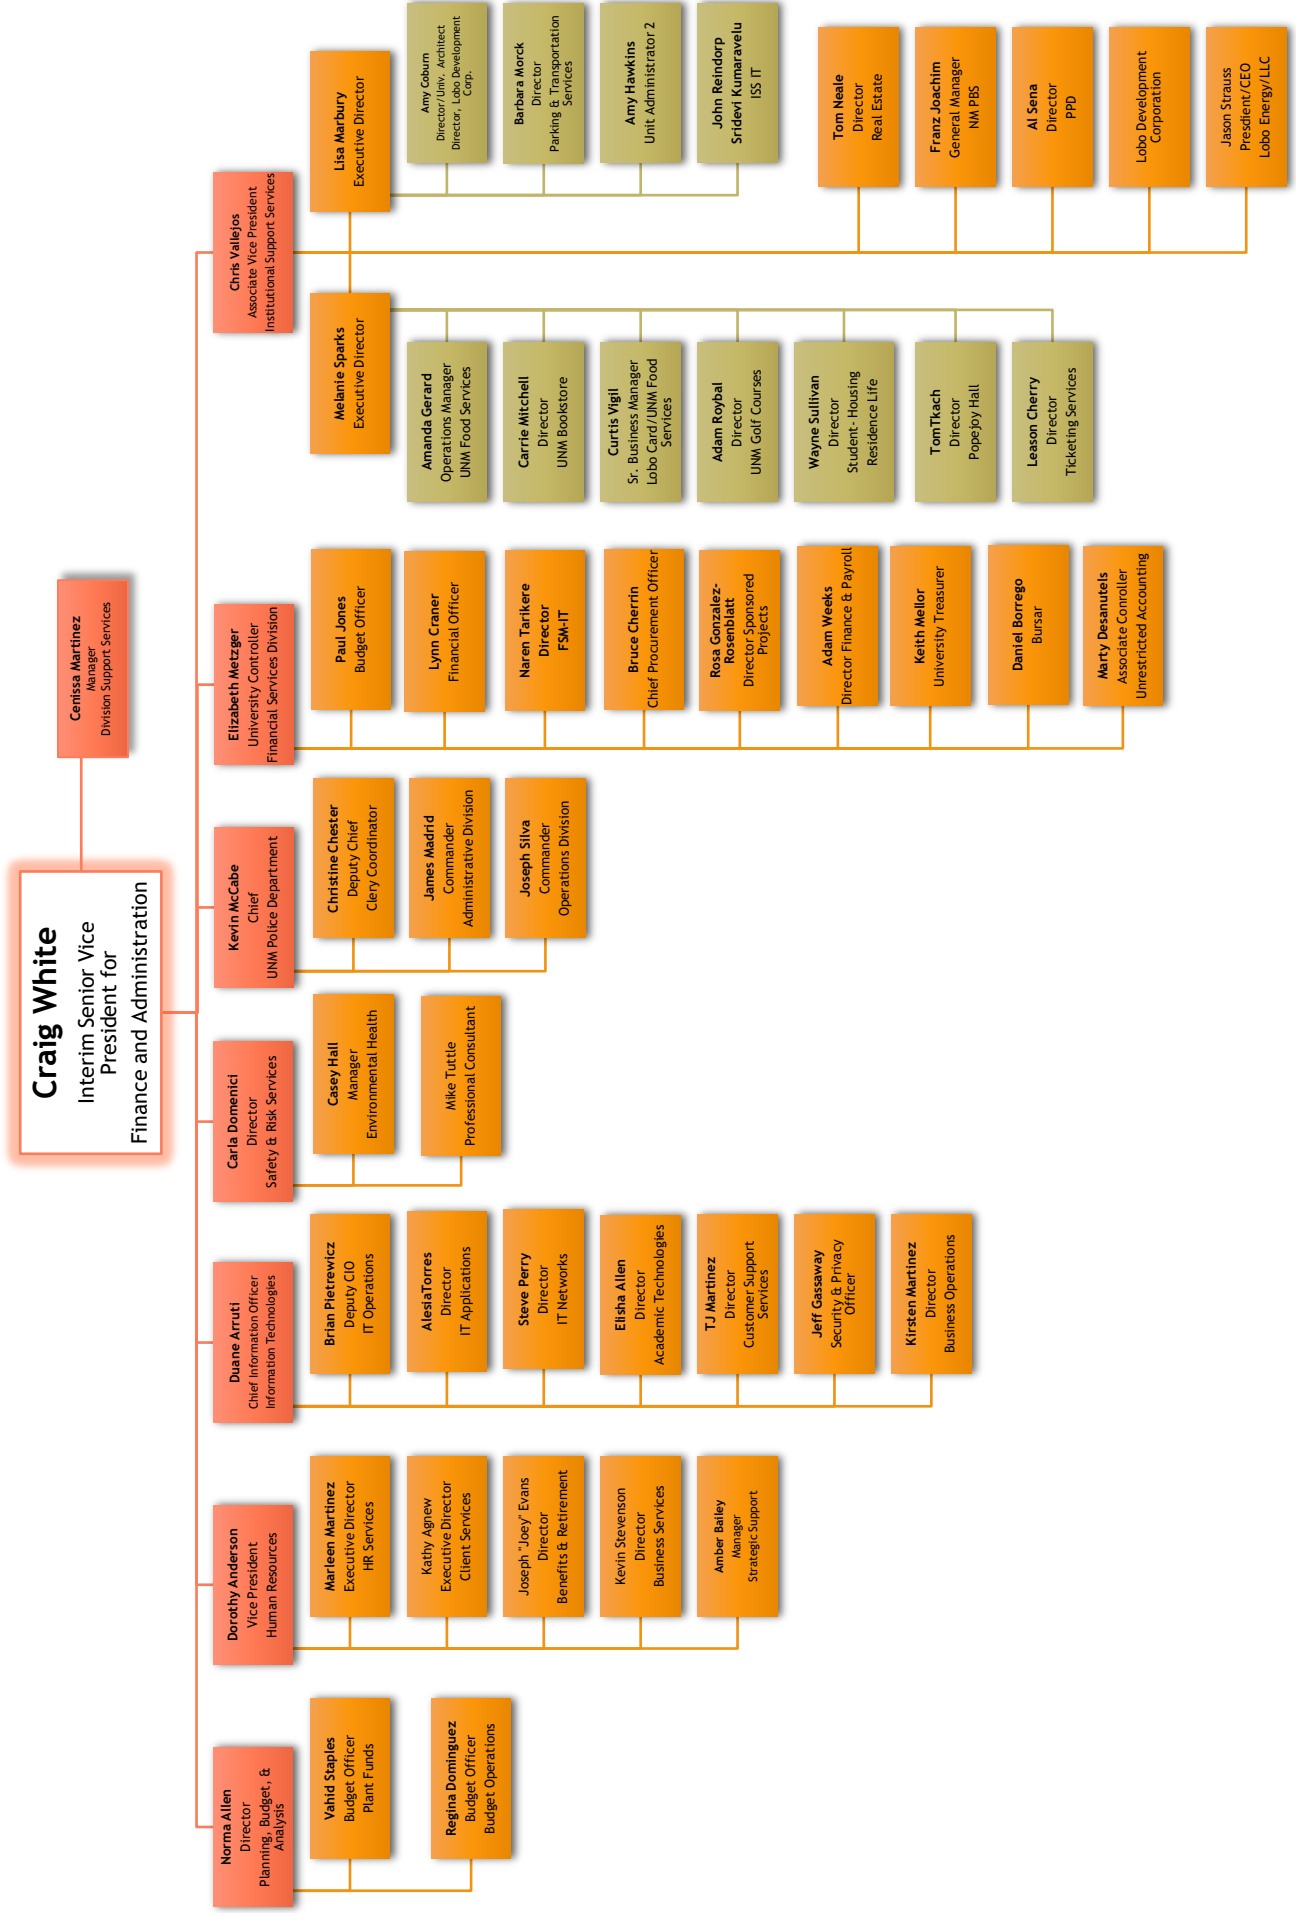 Craig White
Interim Senior Vice
President for
Finance and Administration
Cenissa Martinez
Manager
Division Support Services
Norma Allen
Director
Planning, Budget, &
Analysis
Vahid Staples
Budget Officer
Plant Funds
Regina Dominguez
Budget Officer
Budget Operations
Dorothy Anderson
Vice President
Human Resources
Marleen Martinez
Executive Director
HR Services
Kathy Agnew
Executive Director
Client Services
Joseph "Joey" Evans
Director
Benefits & Retirement
Kevin Stevenson
Director
Business Services
Amber Bailey
Manager
Strategic Support
Duane Arruti
Chief Information Officer
Information Technologies
Brian Pietrewicz
Deputy CIO
IT Operations
AlesiaTorres
Director
IT Applications
Steve Perry
Director
IT Networks
Elisha Allen
Director
Academic Technologies
TJ Martinez
Director
Customer Support
Services
Jeff Gassaway
Security & Privacy
Officer
Kirsten Martinez
Director
Business Operations
Carla Domenici
Director
Safety & Risk Services
Casey Hall
Manager
Environmental Health
Mike Tuttle
Professional Consultant
Kevin McCabe
Chief
UNM Police Department
Christine Chester
Deputy Chief
Clery Coordinator
James Madrid
Commander
Administrative Division
Joseph Silva
Commander
Operations Division
Elizabeth Metzger
University Controller
Financial Services Division
Paul Jones
Budget Officer
Lynn Craner
Financial Officer
Naren Tarikere
Director
FSM-IT
Bruce Cherrin
Chief Procurement Officer
Rosa Gonzalez-
Rosenblatt
Director Sponsored
Projects
Adam Weeks
Director Finance & Payroll
Keith Mellor
University Treasurer
Daniel Borrego
Bursar
Marty Desanutels
Associate Conroller
Unrestricted Accounting
Chris Vallejos
Associate Vice President
Institutional Support Services
Melanie Sparks
Executive Director
Amanda Gerard
Operations Manager
UNM Food Services
Carrie Mitchell
Director
UNM Bookstore
Curtis Vigil
Sr. Business Manager
Lobo Card/UNM Food
Services
Adam Roybal
Director
UNM Golf Courses
Wayne Sullivan
Director
Student- Housing
Residence Life
TomTkach
Director
Popejoy Hall
Leason Cherry
Director
Ticketing Services
Lisa Marbury
Executive Director
Amy Coburn
Director/Univ. Architect
Director, Lobo Development
Corp.
Barbara Morck
Director
Parking & Transportation
Services
Amy Hawkins
Unit Administrator 2
John Reindorp
Sridevi Kumaravelu
ISS IT
Tom Neale
Director
Real Estate
Franz Joachim
General Manager
NM PBS
Al Sena
Director
PPD
Lobo Development
Corporation
Jason Strauss
Presdient/CEO
Lobo Energy/LLC